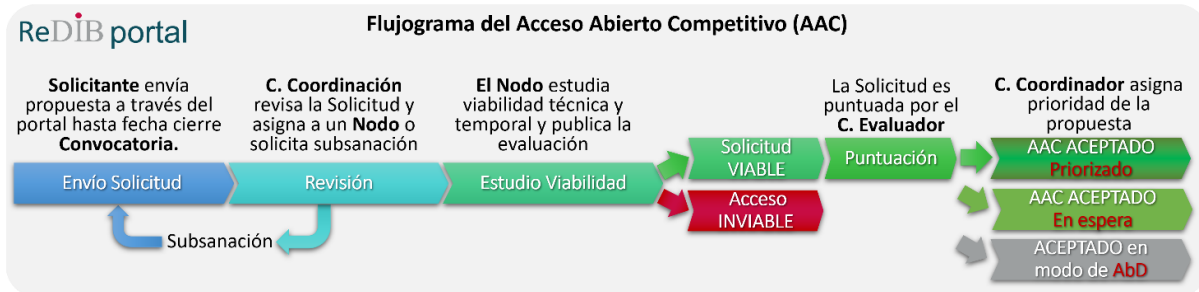 ReDIB portal
Flujograma del Acceso Abierto Competitivo (AAC)
Solicitante envía
propuesta a través del
portal hasta fecha cierre
Convocatoria.
C. Coordinación
revisa la Solicitud y
asigna a un Nodo o
solicita subsanación
El Nodo estudia
viabilidad técnica y
temporal y publica la
evaluación
La Solicitud es
puntuada por el
C. Evaluador
C. Coordinador asigna
prioridad de la
propuesta
Envío Solicitud
Revisión
Estudio Viabilidad
Solicitud
VIABLE
Puntuación
AAC ACEPTADO
Priorizado
Acceso
INVIABLE
AAC ACEPTADO
En espera
Subsanación
ACEPTADO en
modo de AbD